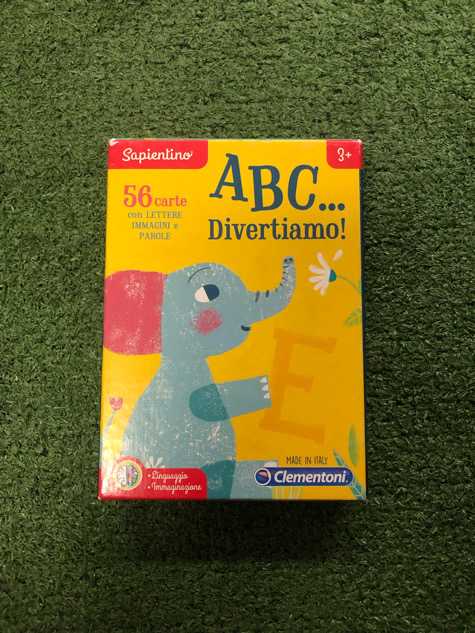 Sapientino
3+
ABC...
Divertiamo!
56 carte
con LETTERE
IMMAGINI e
PAROLE
E
MADE IN ITALY
• Linguaggio
• Immaginazione
Clementoni